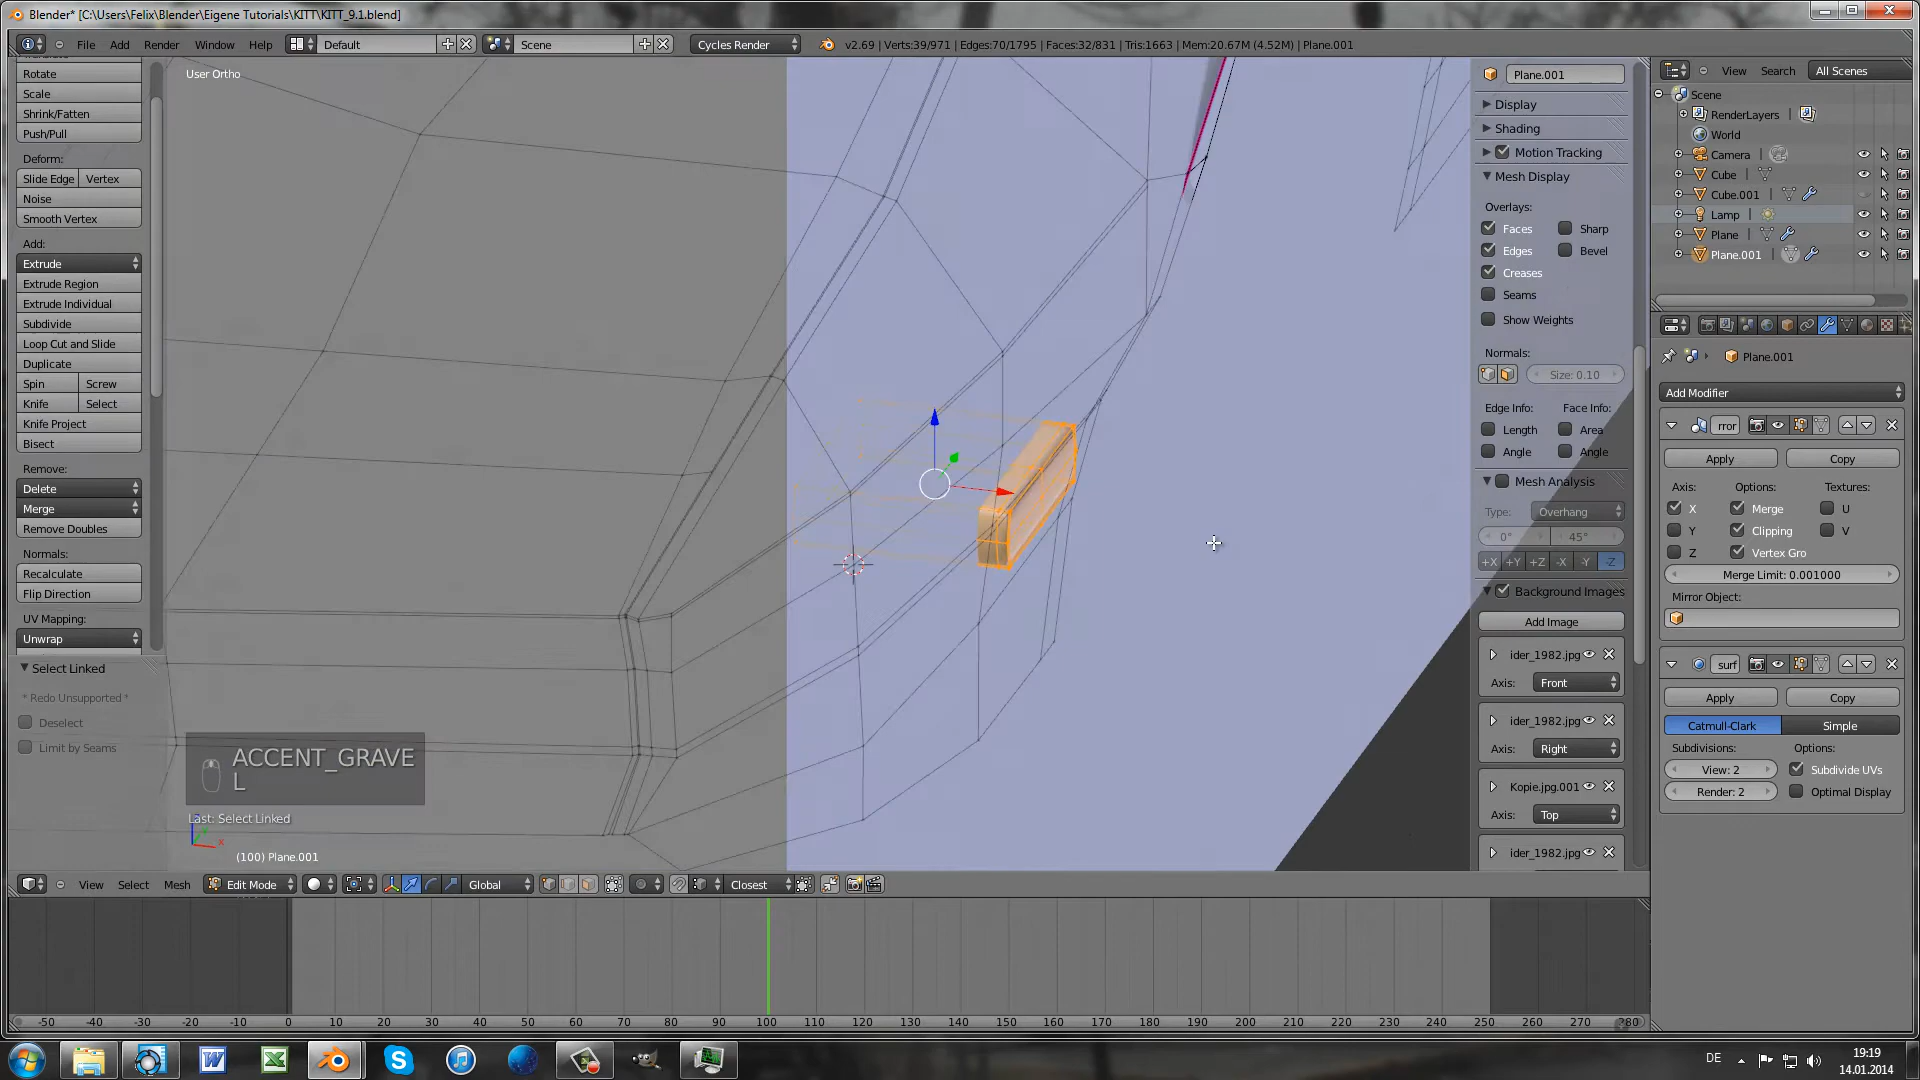 Blender* [C:\Users\Felix\Blender\Eigene Tutorials\KITT\KITT_9.1.blend]
File Add Render Window Help Default Scene Cycles Render v2.69 | Verts:39/971 | Edges:70/1795 | Faces:32/831 | Tris:1663 | Mem:20.67M (4.52M) | Plane.001
Rotate
Scale
Shrink/Fatten
Push/Pull
Deform:
Slide Edge Vertex
Noise
Smooth Vertex
Add:
Extrude
Extrude Region
Extrude Individual
Subdivide
Loop Cut and Slide
Duplicate
Spin Screw
Knife Select
Knife Project
Bisect
Remove:
Delete
Merge
Remove Doubles
Normals:
Recalculate
Flip Direction
UV Mapping:
Unwrap
Select Linked
* Redo Unsupported *
Deselect
Limit by Seams
User Ortho
ACCENT_GRAVE
L
Last: Select Linked
x
(100) Plane.001
Plane.001
Display
Shading
Motion Tracking
Mesh Display
Overlays:
Faces Sharp
Edges Bevel
Creases
Seams
Show Weights
Normals:
Size: 0.10
Edge Info: Face Info:
Length Area
Angle Angle
Mesh Analysis
Type: Overhang
0° 45°
+X +Y +Z -X -Y -Z
Background Images
Add Image
ider_1982.jpg
Axis: Front
ider_1982.jpg
Axis: Right
Kopie.jpg.001
Axis: Top
ider_1982.jpg
View Search All Scenes
Scene
RenderLayers
World
Camera
Cube
Cube.001
Lamp
Plane
Plane.001
Plane.001
Add Modifier
rror
Apply Copy
Axis: Options: Textures:
X Merge U
Y Clipping V
Z Vertex Gro
Merge Limit: 0.001000
Mirror Object:
surf
Apply Copy
Catmull-Clark Simple
Subdivisions: Options:
View: 2 Subdivide UVs
Render: 2 Optimal Display
View Select Mesh Edit Mode Global Closest
-50 -40 -30 -20 -10 0 10 20 30 40 50 60 70 80 90 100 110 120 130 140 150 160 170 180 190 200 210 220 230 240 250 260 270 280
DE
19:19
14.01.2014